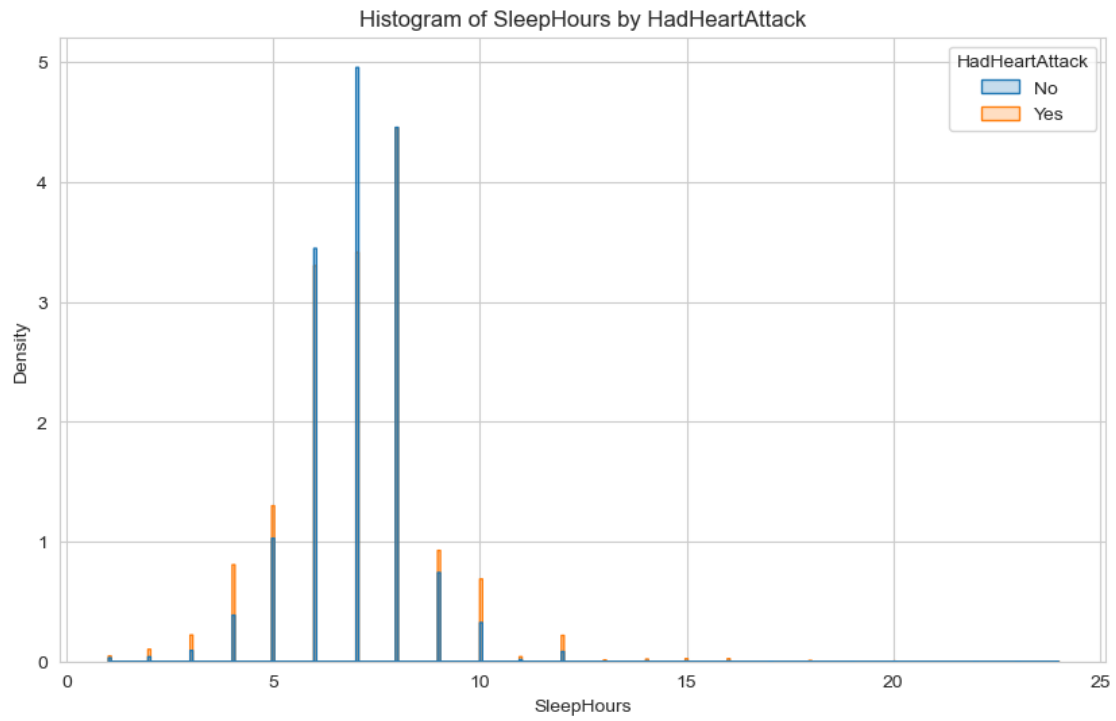 Histogram of SleepHours by HadHeartAttack
HadHeartAttack
No
Yes
5
4
3
2
1
0
Density
0 5 10 15 20 25
SleepHours